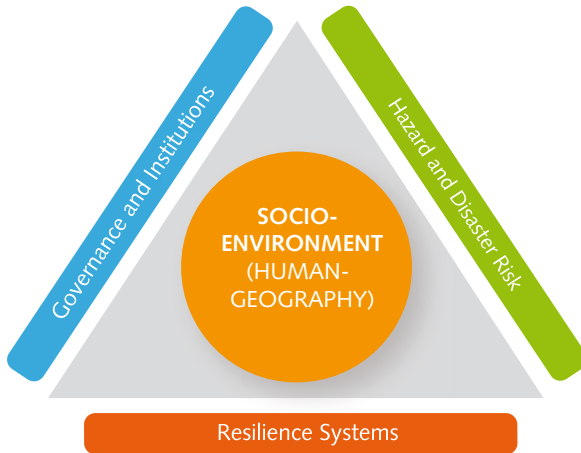 Governance and Institutions
Hazard and Disaster Risk
SOCIO-
ENVIRONMENT
(HUMAN-
GEOGRAPHY)
Resilience Systems